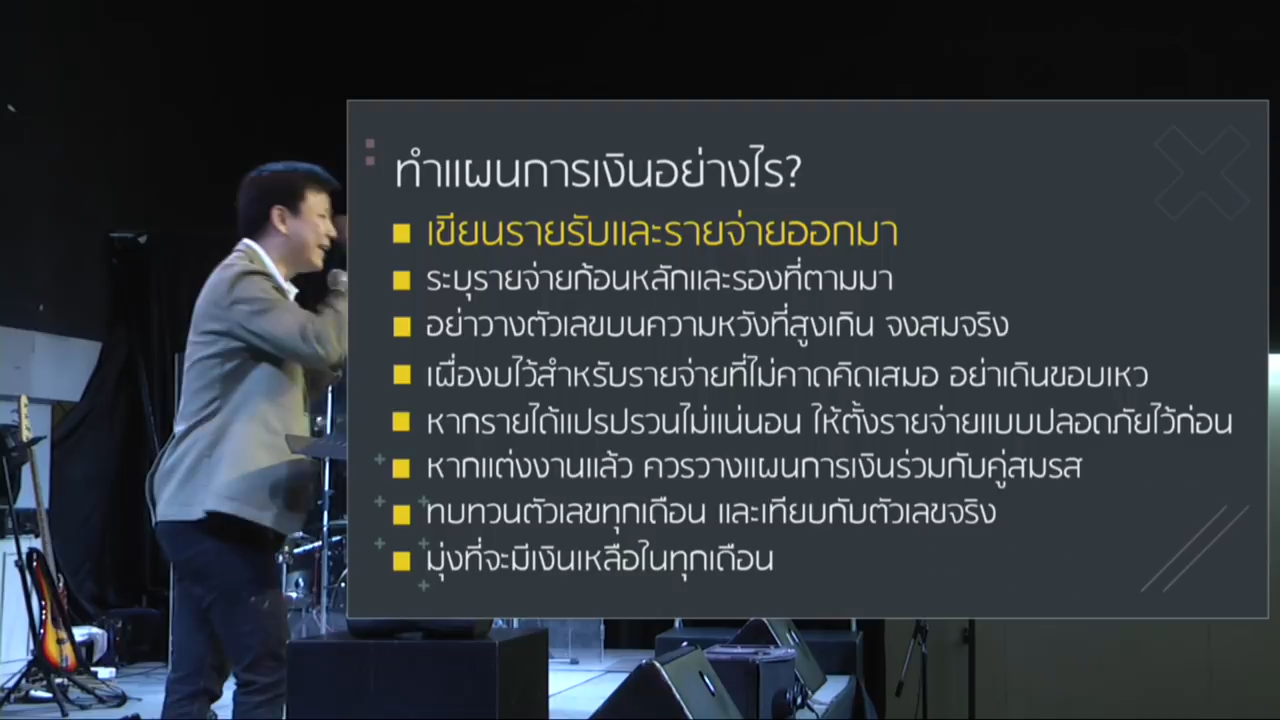 ทำแผนการเงินอย่างไร?
เขียนรายรับและรายจ่ายออกมา
ระบุรายจ่ายก้อนหลักและรองที่ตามมา
อย่าวางตัวเลขบนความหวังที่สูงเกิน จงสมจริง
เผื่องบไว้สำหรับรายจ่ายที่ไม่คาดคิดเสมอ อย่าเดินขอบเหว
หากรายได้แปรปรวนไม่แน่นอน ให้ตั้งรายจ่ายแบบปลอดภัยไว้ก่อน
หากแต่งงานแล้ว ควรวางแผนการเงินร่วมกับคู่สมรส
ทบทวนตัวเลขทุกเดือน และเทียบกับตัวเลขจริง
มุ่งที่จะมีเงินเหลือในทุกเดือน